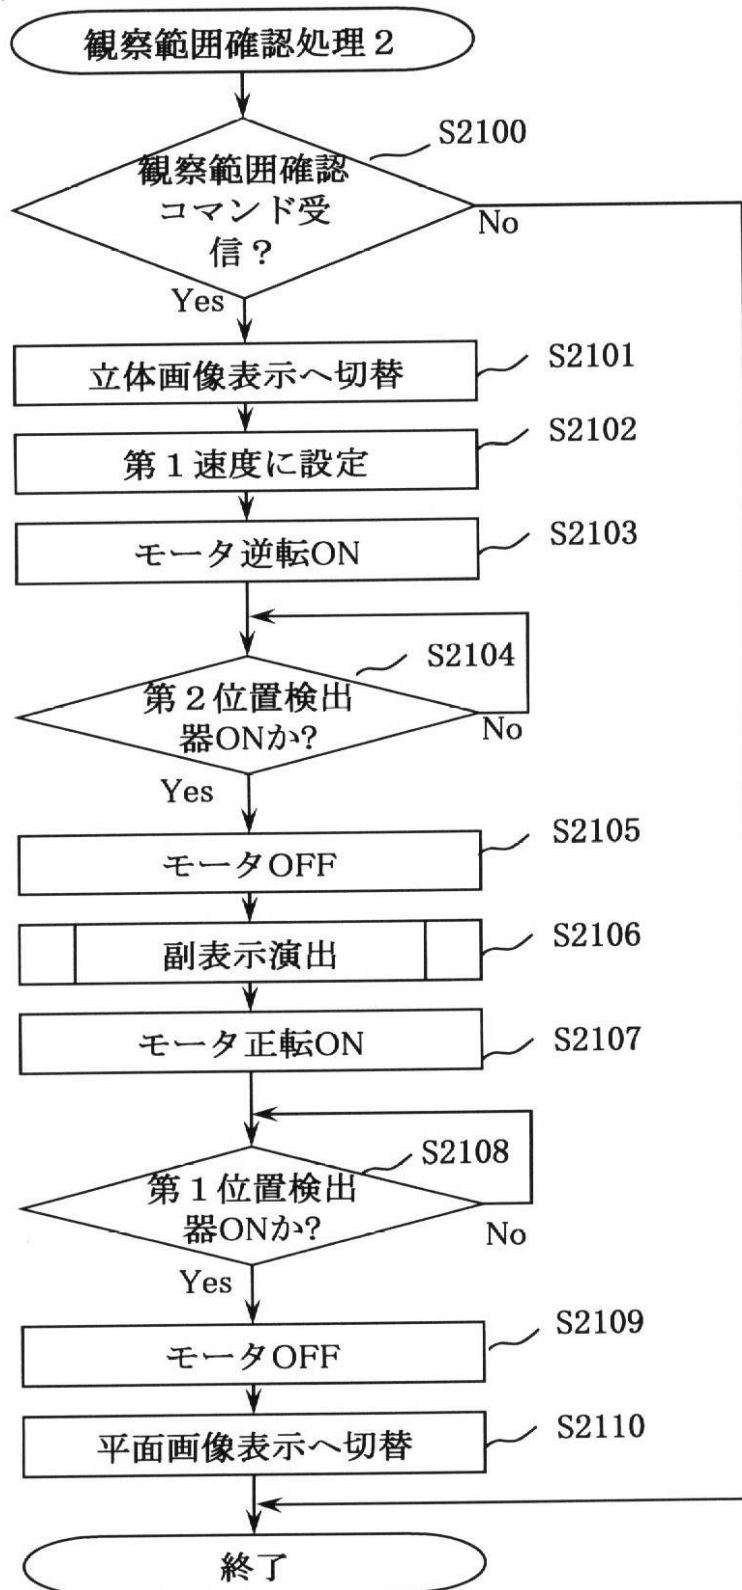 観察範囲確認処理２
S2100
観察範囲確認
コマンド受
信？
No
Yes
立体画像表示へ切替
S2101
第１速度に設定
S2102
モータ逆転ON
S2103
S2104
第２位置検出
器ONか?
No
Yes
モータOFF
S2105
副表示演出
S2106
モータ正転ON
S2107
S2108
第１位置検出
器ONか?
No
Yes
モータOFF
S2109
平面画像表示へ切替
S2110
終了